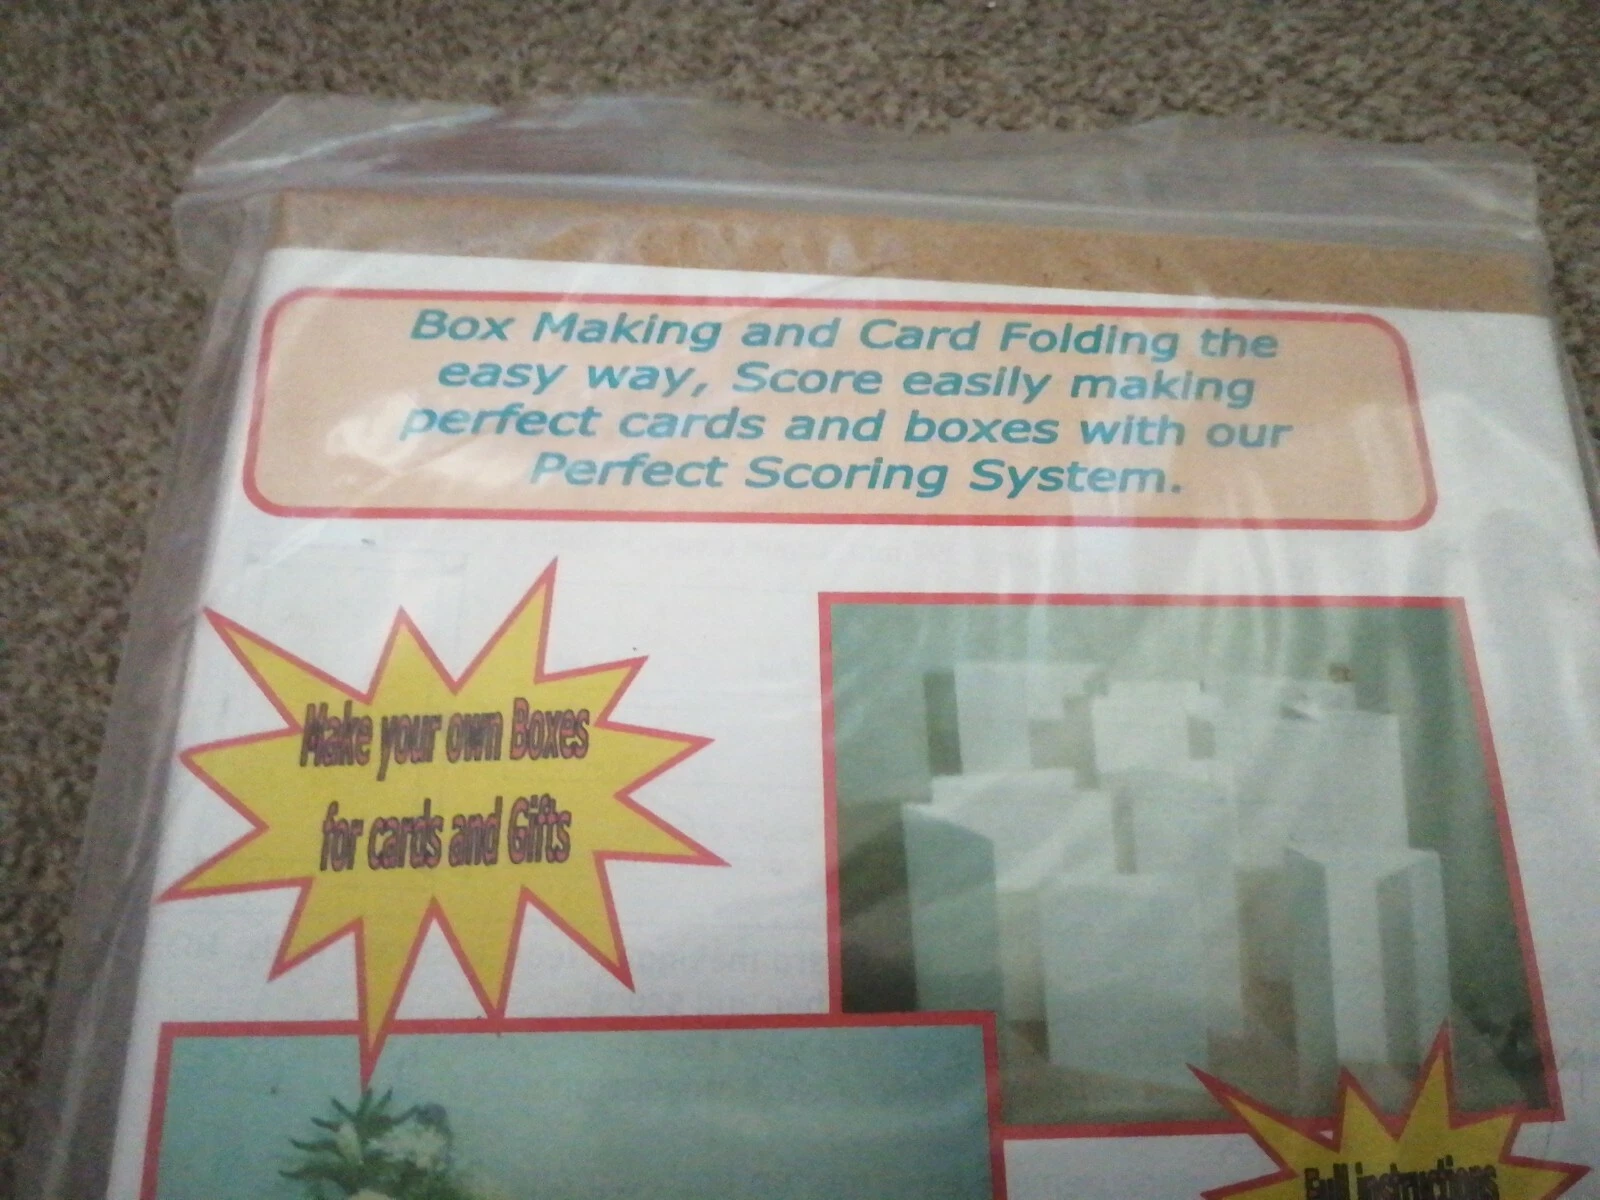 Box Making and Card Folding the
easy way, Score easily making
perfect cards and boxes with our
Perfect Scoring System.
Make your own Boxes
for cards and Gifts
Full instructions